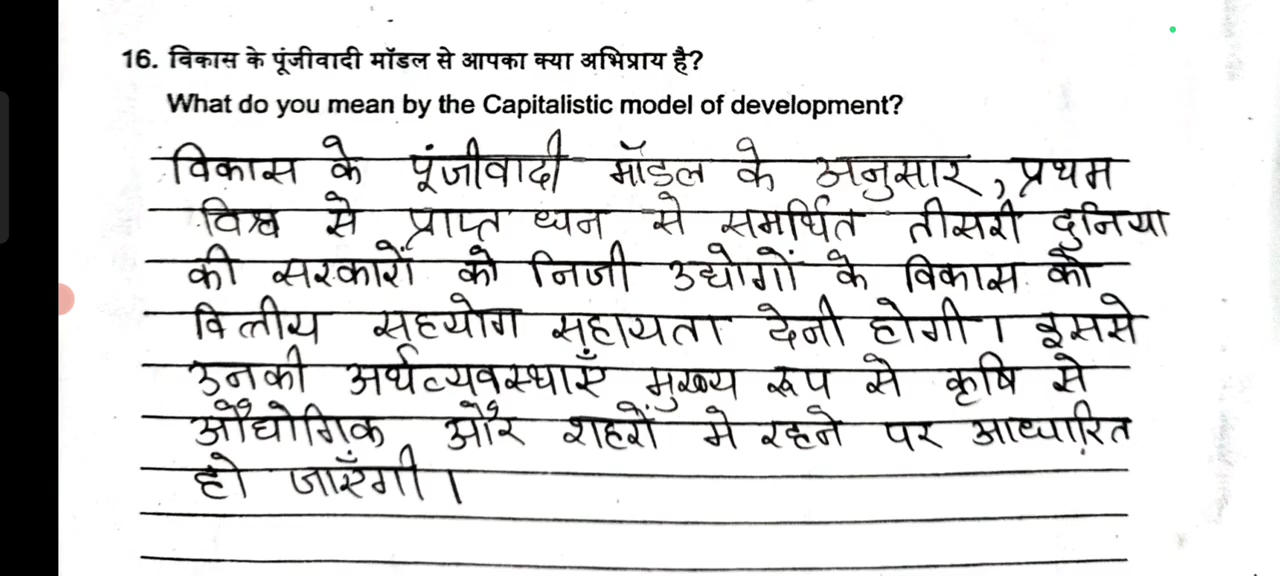 16. विकास के पूंजीवादी मॉडल से आपका क्या अभिप्राय है?
What do you mean by the Capitalistic model of development?
विकास के पूंजीवादी मॉडल के अनुसार, प्रथम
विश्व से प्राप्त धन से समर्थित तीसरी दुनिया
की सरकारों को निजी उद्योगों के विकास को
वित्तीय सहयोग सहायता देनी होगी। इससे
उनकी अर्थव्यवस्थाएँ मुख्य रूप से कृषि से
औद्योगिक और शहरों मे रहने पर आधारित
हो जाएँगी।